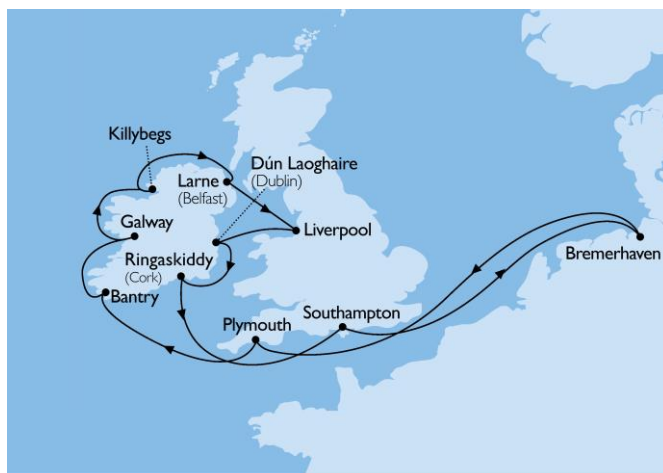 Killybegs
Dún Laoghaire
(Dublin)
Larne
(Belfast)
Galway
Liverpool
Ringaskiddy
(Cork)
Bremerhaven
Bantry
Southampton
Plymouth